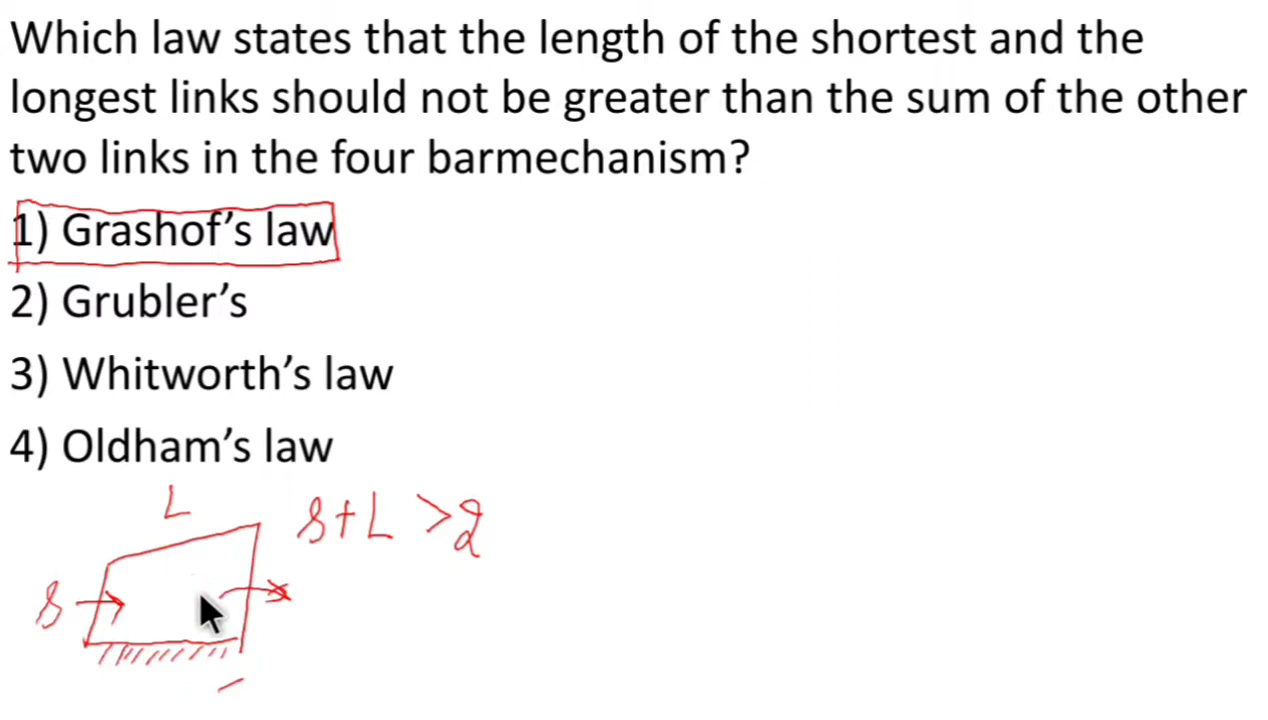 Which law states that the length of the shortest and the
longest links should not be greater than the sum of the other
two links in the four barmechanism?
1) Grashof’s law
2) Grubler’s
3) Whitworth’s law
4) Oldham’s law
L
S+L >
S